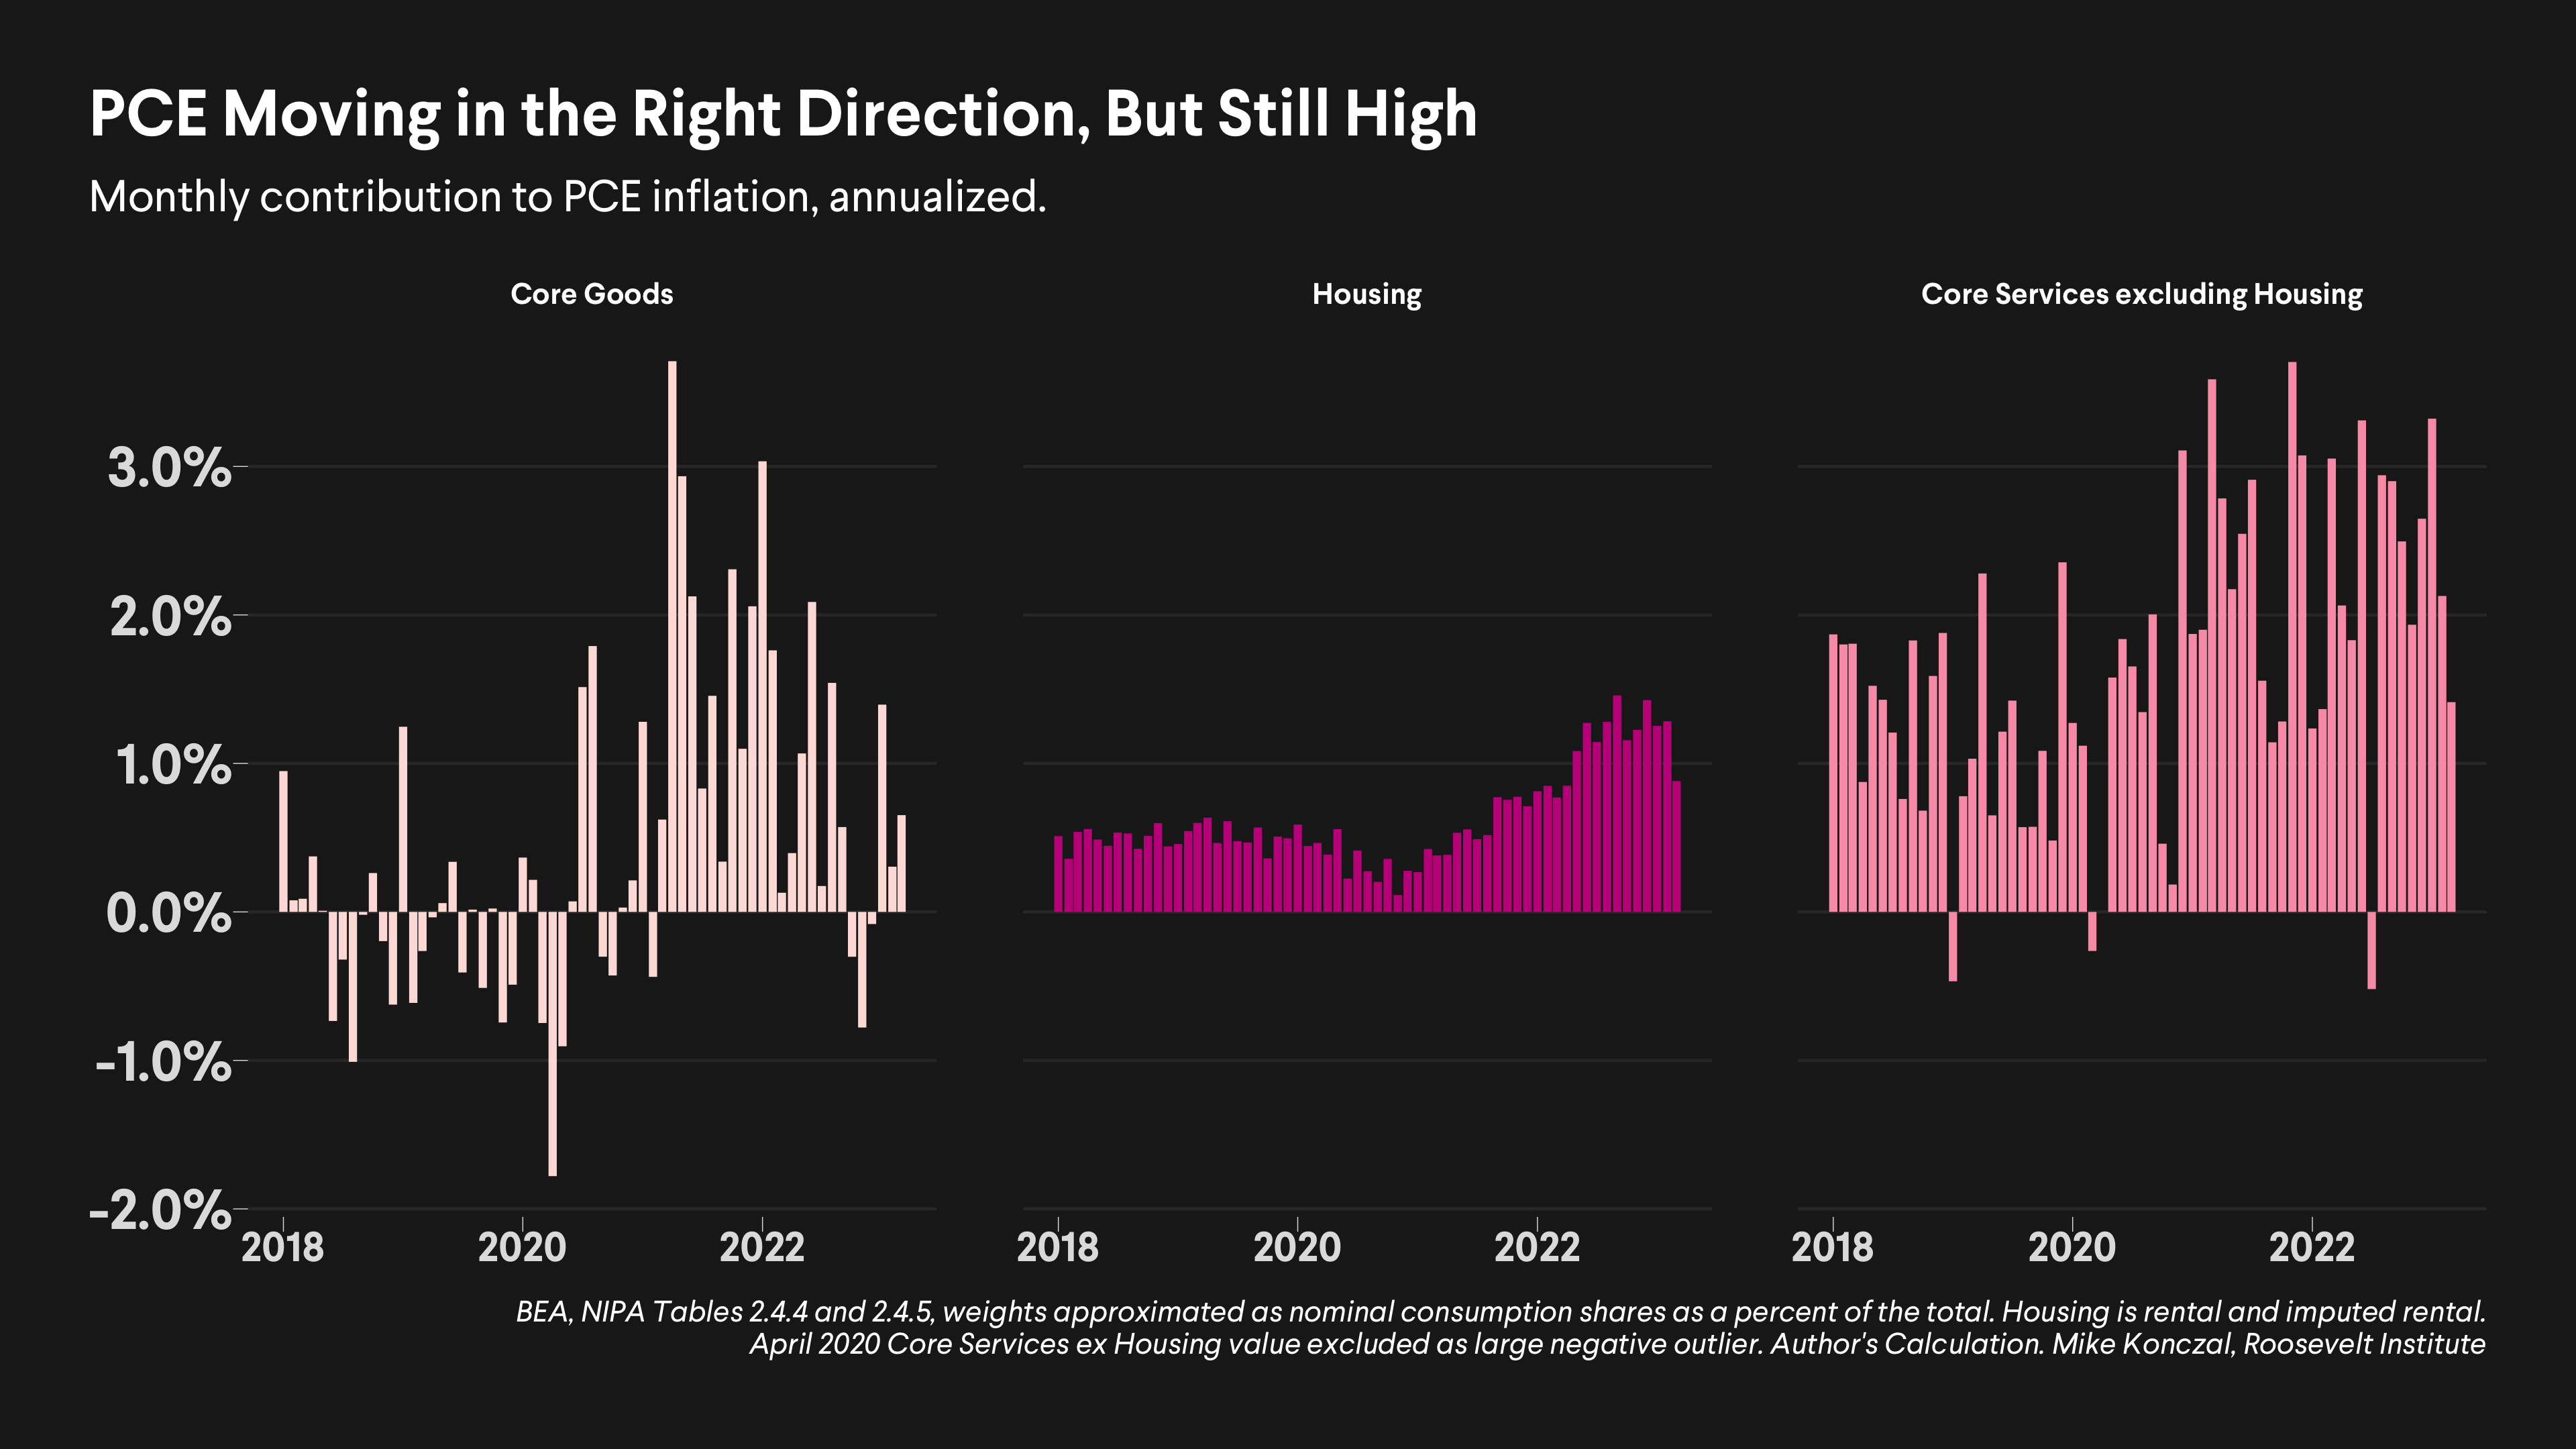 PCE Moving in the Right Direction, But Still High
Monthly contribution to PCE inflation, annualized.
Core Goods
Housing
Core Services excluding Housing
3.0%
2.0%
1.0%
0.0%
-1.0%
-2.0%
2018 2020 2022
2018 2020 2022
2018 2020 2022
BEA, NIPA Tables 2.4.4 and 2.4.5, weights approximated as nominal consumption shares as a percent of the total. Housing is rental and imputed rental.
April 2020 Core Services ex Housing value excluded as large negative outlier. Author's Calculation. Mike Konczal, Roosevelt Institute